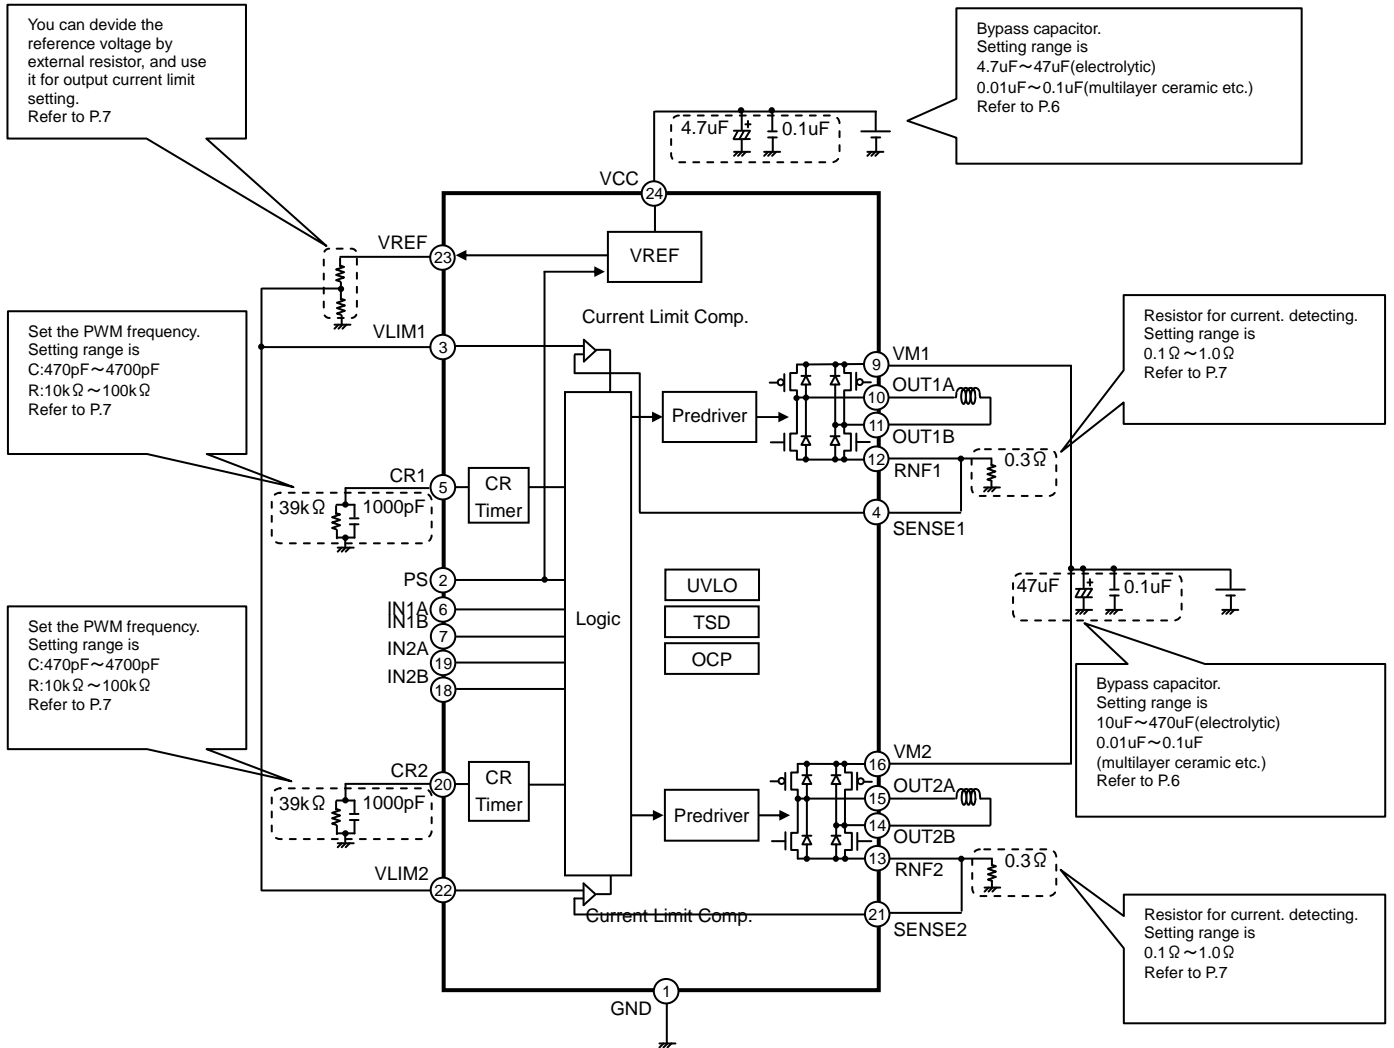 You can devide the
reference voltage by
external resistor, and use
it for output current limit
setting.
Refer to P.7
Bypass capacitor.
Setting range is
4.7uF～47uF(electrolytic)
0.01uF～0.1uF(multilayer ceramic etc.)
Refer to P.6
4.7uF
+
0.1uF
VCC
24
VREF
23
VREF
Current Limit Comp.
VLIM1
3
Set the PWM frequency.
Setting range is
C:470pF～4700pF
R:10kΩ～100kΩ
Refer to P.7
Resistor for current. detecting.
Setting range is
0.1Ω～1.0Ω
Refer to P.7
9
VM1
OUT1A
10
11
OUT1B
12
RNF1
0.3Ω
Predriver
CR1
5
CR
Timer
39kΩ
1000pF
4
SENSE1
PS
2
IN1A
6
IN1B
7
IN2A
19
IN2B
18
Logic
UVLO
TSD
OCP
47uF
+
0.1uF
Set the PWM frequency.
Setting range is
C:470pF～4700pF
R:10kΩ～100kΩ
Refer to P.7
Bypass capacitor.
Setting range is
10uF～470uF(electrolytic)
0.01uF～0.1uF
(multilayer ceramic etc.)
Refer to P.6
CR2
20
CR
Timer
39kΩ
1000pF
Predriver
VM2
16
OUT2A
15
14
OUT2B
13
RNF2
0.3Ω
VLIM2
22
Current Limit Comp.
21
SENSE2
Resistor for current. detecting.
Setting range is
0.1Ω～1.0Ω
Refer to P.7
1
GND